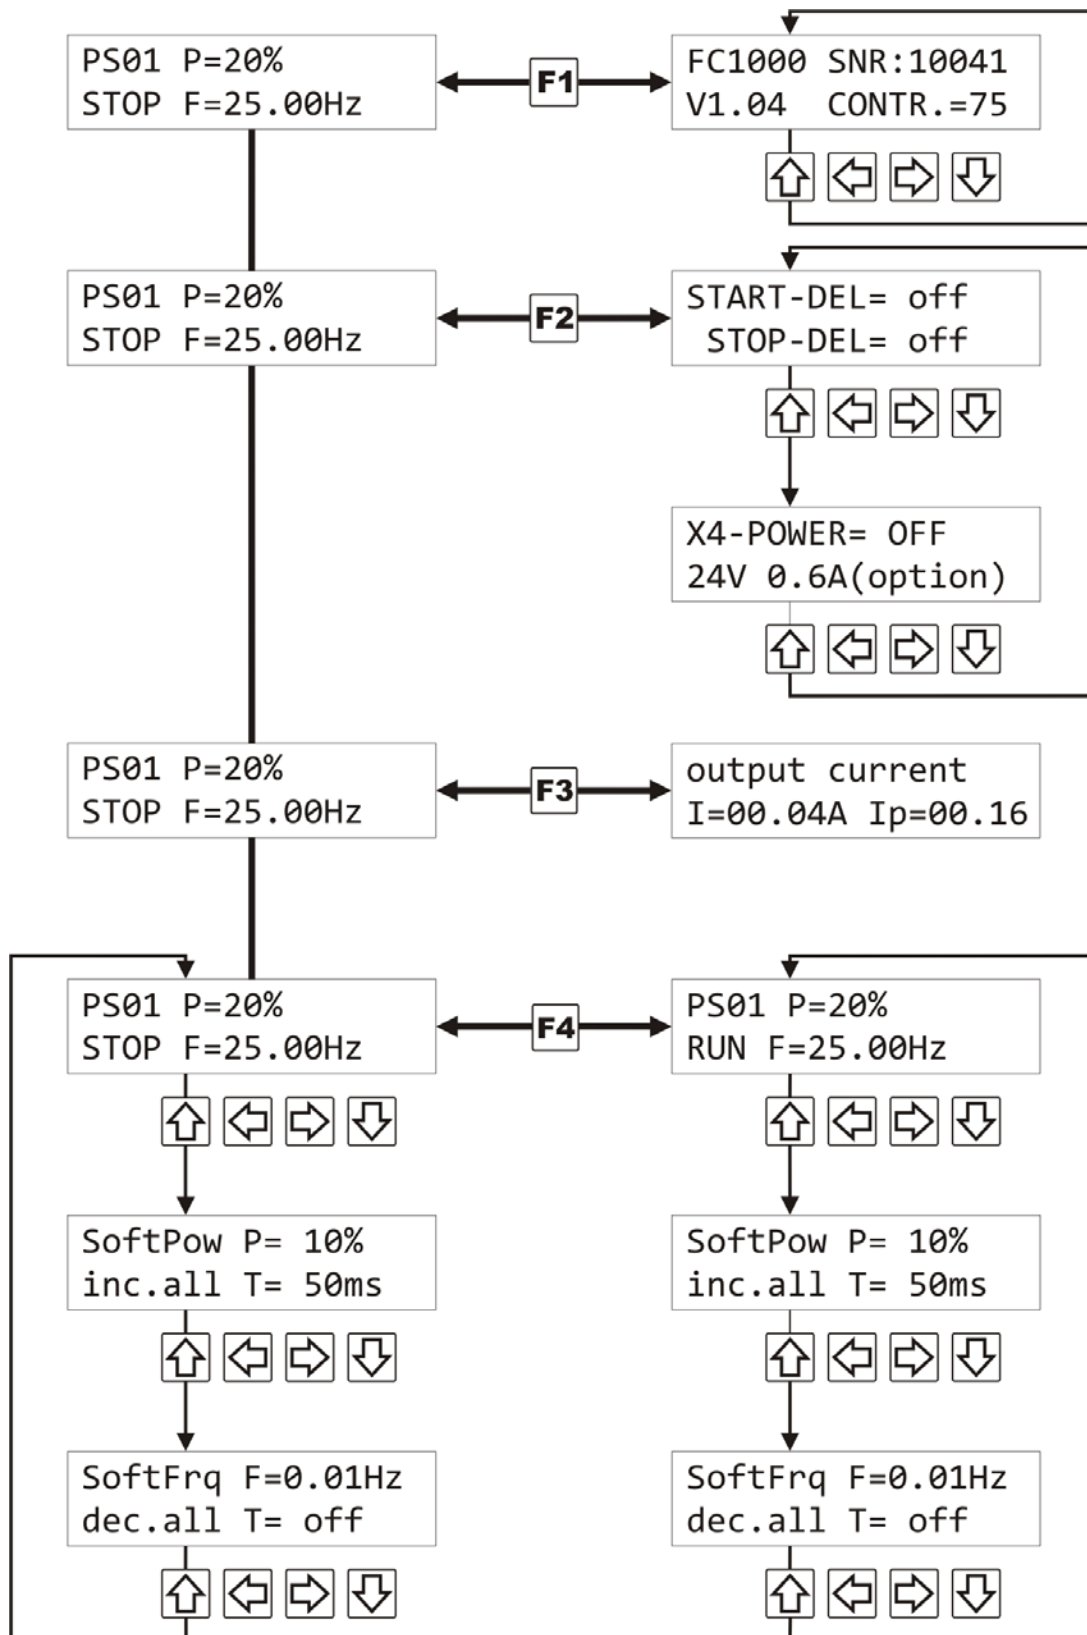 PS01 P=20%
STOP F=25.00Hz
F1
FC1000 SNR:10041
V1.04 CONTR.=75
PS01 P=20%
STOP F=25.00Hz
F2
START-DEL= off
STOP-DEL= off
X4-POWER= OFF
24V 0.6A(option)
PS01 P=20%
STOP F=25.00Hz
F3
output current
I=00.04A Ip=00.16
PS01 P=20%
STOP F=25.00Hz
F4
PS01 P=20%
RUN F=25.00Hz
SoftPow P= 10%
inc.all T= 50ms
SoftPow P= 10%
inc.all T= 50ms
SoftFrq F=0.01Hz
dec.all T= off
SoftFrq F=0.01Hz
dec.all T= off